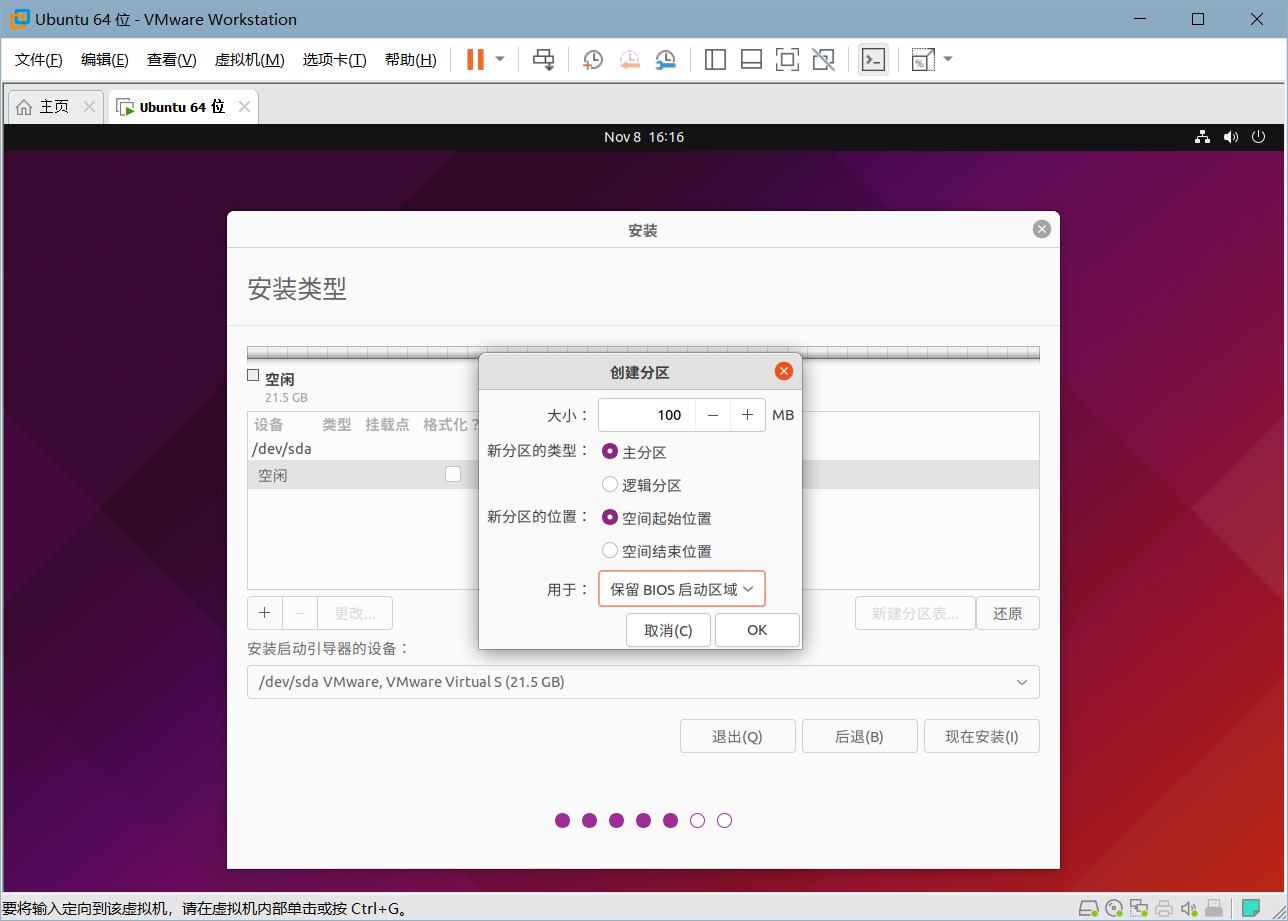 Ubuntu 64 位 - VMware Workstation
文件(F) 编辑(E) 查看(V) 虚拟机(M) 选项卡(T) 帮助(H)
主页 Ubuntu 64 位
Nov 8 16:16
安装
安装类型
空闲
21.5 GB
设备 类型 挂载点 格式化?
/dev/sda
空闲
创建分区
大小： 100 MB
新分区的类型： 主分区
逻辑分区
新分区的位置： 空间起始位置
空间结束位置
用于： 保留 BIOS 启动区域
取消(C) OK
+ − 更改... 新建分区表... 还原
安装启动引导器的设备：
/dev/sda VMware, VMware Virtual S (21.5 GB)
退出(Q) 后退(B) 现在安装(I)
要将输入定向到该虚拟机，请在虚拟机内部单击或按 Ctrl+G。